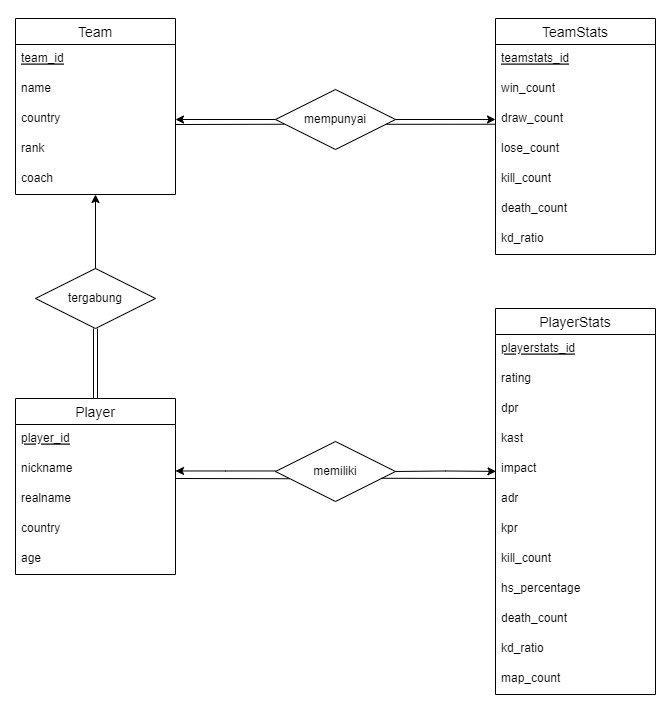 Team
team_id
name
country
rank
coach
mempunyai
TeamStats
teamstats_id
win_count
draw_count
lose_count
kill_count
death_count
kd_ratio
tergabung
Player
player_id
nickname
realname
country
age
memiliki
PlayerStats
playerstats_id
rating
dpr
kast
impact
adr
kpr
kill_count
hs_percentage
death_count
kd_ratio
map_count